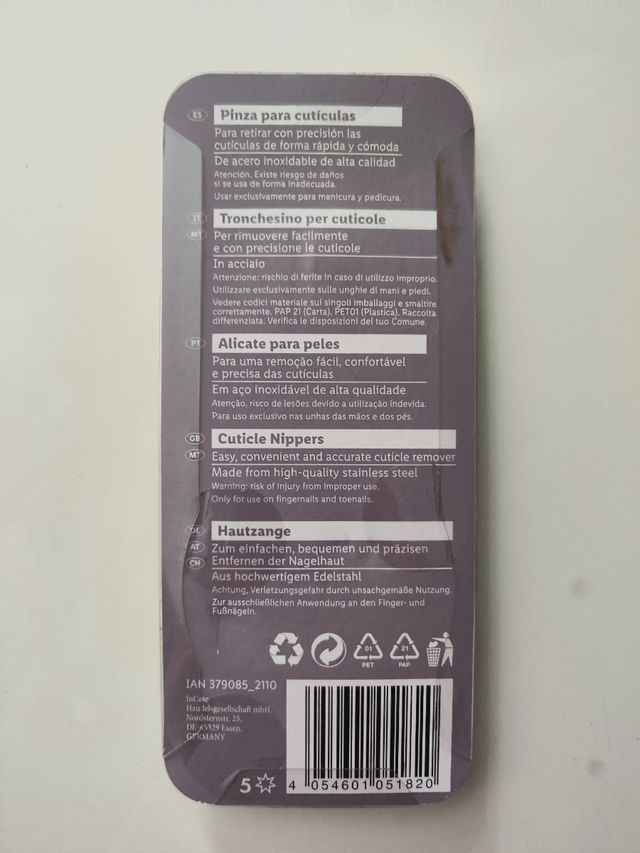 ES Pinza para cutículas
Para retirar con precisión las
cutículas de forma rápida y cómoda
De acero inoxidable de alta calidad
Atención. Existe riesgo de daños
si se usa de forma inadecuada.
Usar exclusivamente para manicura y pedicura.
IT Tronchesino per cuticole
MT Per rimuovere facilmente
e con precisione le cuticole
In acciaio
Attenzione: rischio di ferite in caso di utilizzo improprio.
Utilizzare esclusivamente sulle unghie di mani e piedi.
Vedere codici materiale sui singoli imballaggi e smaltire
correttamente. PAP 21 (Carta). PET01 (Plastica). Raccolta
differenziata. Verifica le disposizioni del tuo Comune.
PT Alicate para peles
Para uma remoção fácil, confortável
e precisa das cutículas
Em aço inoxidável de alta qualidade
Atenção, risco de lesões devido a utilização indevida.
Para uso exclusivo nas unhas das mãos e dos pés.
GB Cuticle Nippers
MT Easy, convenient and accurate cuticle remover
Made from high-quality stainless steel
Warning: risk of injury from improper use.
Only for use on fingernails and toenails.
DE Hautzange
AT Zum einfachen, bequemen und präzisen
CH Entfernen der Nagelhaut
Aus hochwertigem Edelstahl
Achtung, Verletzungsgefahr durch unsachgemäße Nutzung.
Zur ausschließlichen Anwendung an den Finger- und
Fußnägeln.
01 21
PET PAP
IAN 379085_2110
InCase
Handelsgesellschaft mbH,
Nordsternstr. 25,
DE-45329 Essen,
GERMANY
5
4 054601 051820